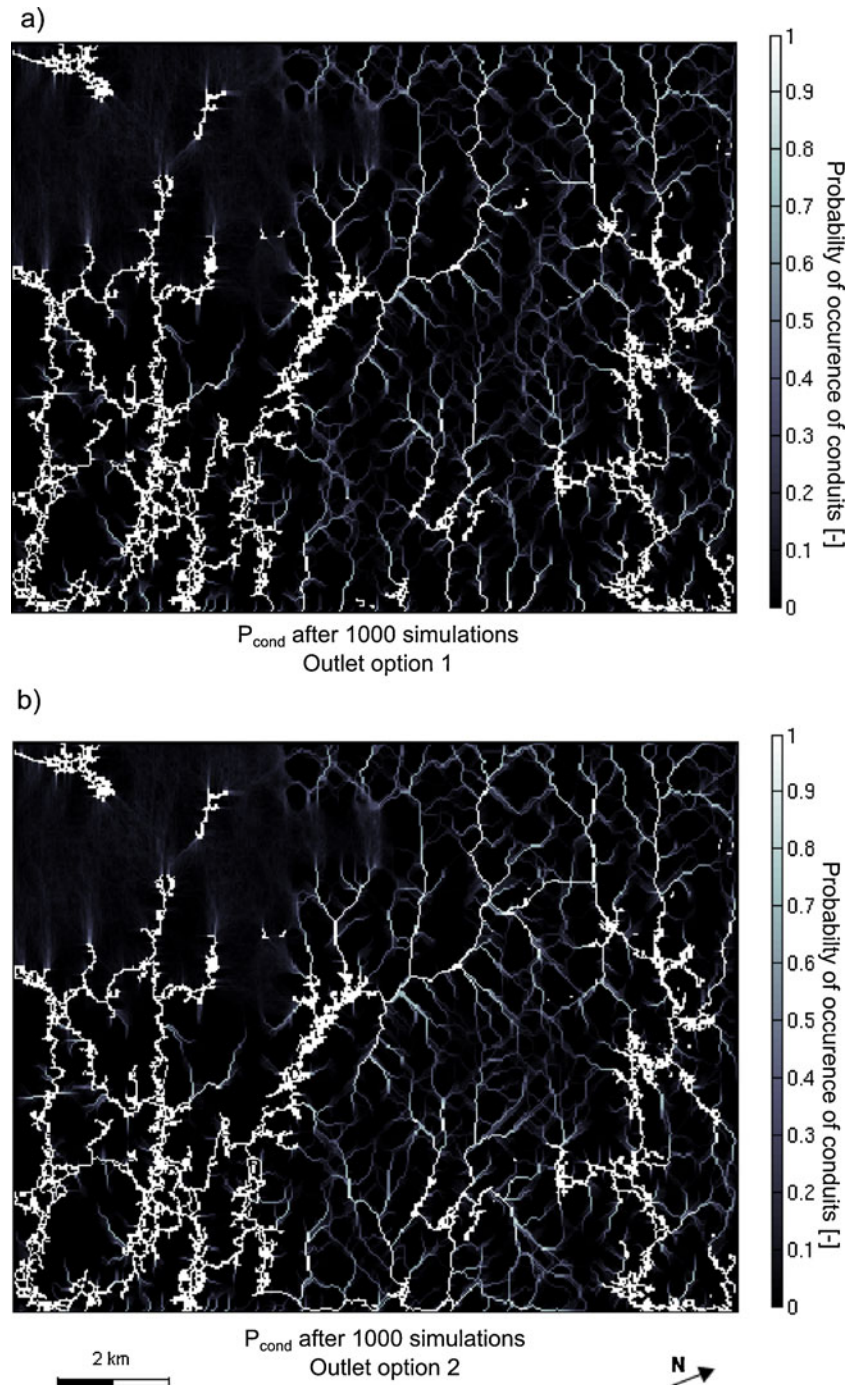 a)
1
0.9
0.8
0.7
0.6
0.5
0.4
0.3
0.2
0.1
0
Probabilty of occurence of conduits [-]
Pcond after 1000 simulations
Outlet option 1
b)
1
0.9
0.8
0.7
0.6
0.5
0.4
0.3
0.2
0.1
0
Probabilty of occurence of conduits [-]
Pcond after 1000 simulations
Outlet option 2
2 km
N